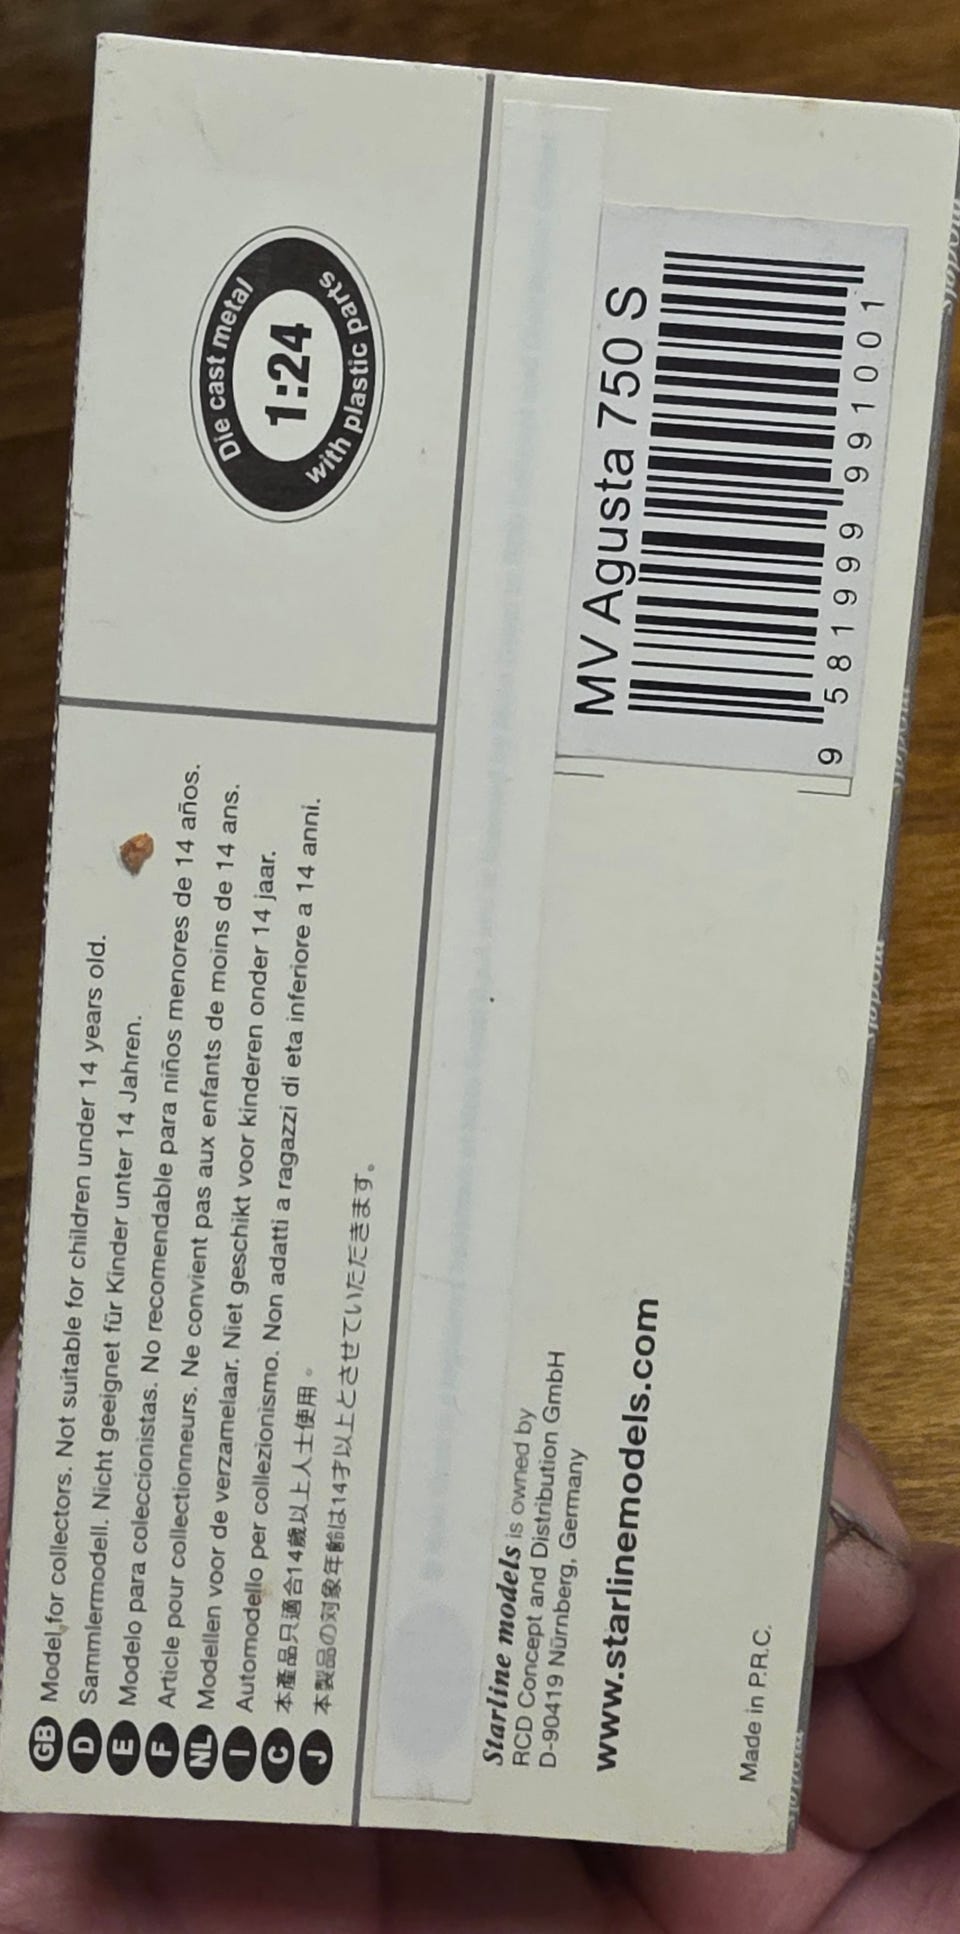 GB Model for collectors. Not suitable for children under 14 years old.
D Sammlermodell. Nicht geeignet für Kinder unter 14 Jahren.
E Modelo para coleccionistas. No recomendable para niños menores de 14 años.
F Article pour collectionneurs. Ne convient pas aux enfants de moins de 14 ans.
NL Modellen voor de verzamelaar. Niet geschikt voor kinderen onder 14 jaar.
I Automodello per collezionismo. Non adatti a ragazzi di eta inferiore a 14 anni.
C 本產品只適合14歲以上人士使用。
J 本製品の対象年齢は14才以上とさせていただきます。
Die cast metal
1:24
with plastic parts
Starline models is owned by
RCD Concept and Distribution GmbH
D-90419 Nürnberg, Germany
www.starlinemodels.com
Made in P.R.C.
MV Agusta 750 S
9 581999 991001